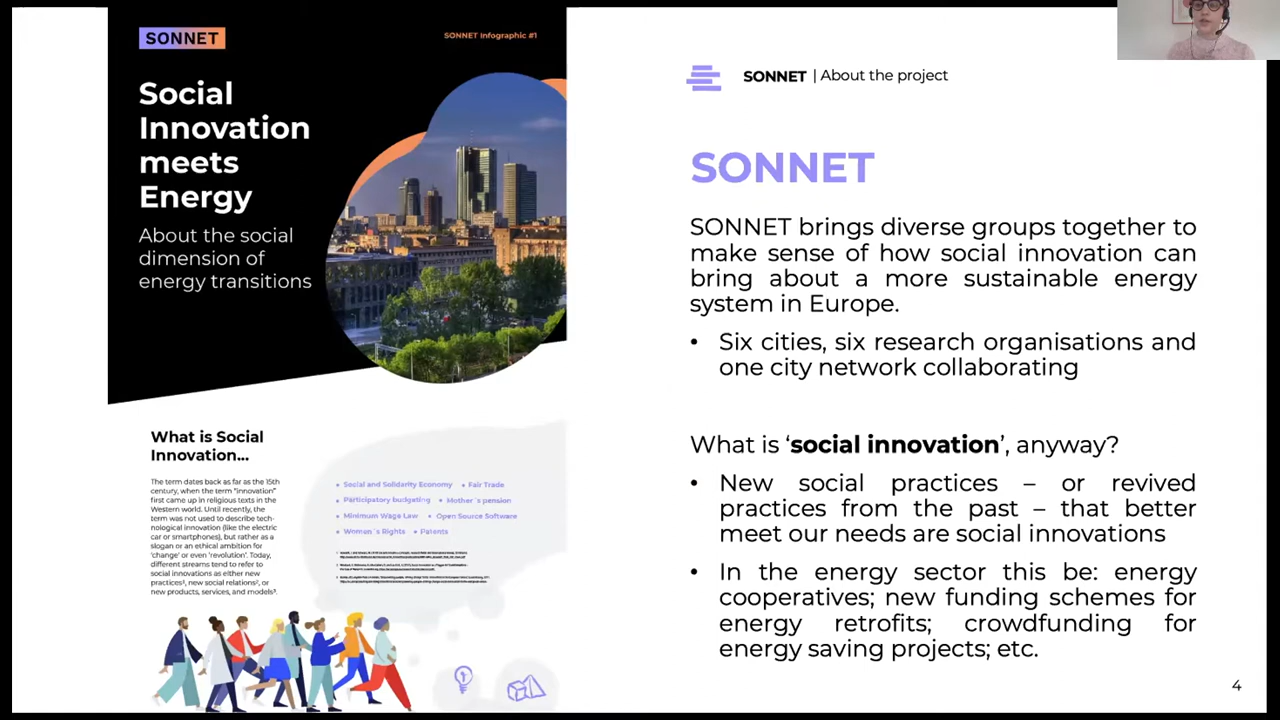 SONNET
SONNET Infographic #1
Social
Innovation
meets
Energy
About the social
dimension of
energy transitions
What is Social
Innovation...
The term dates back as far as the 15th
century, when the term "innovation"
first came up in religious texts in the
Western world. Until recently, the
term was not used to describe tech-
nological innovation (like the electric
car or smartphones), but rather as a
slogan or an ethical ambition for
'change' or even 'revolution'. Today,
different streams tend to refer to
social innovations as either new
practices¹, new social relations², or
new products, services, and models³.
• Social and Solidarity Economy • Fair Trade
• Participatory budgeting • Mother´s pension
• Minimum Wage Law • Open Source Software
• Women´s Rights • Patents
SONNET | About the project
SONNET
SONNET brings diverse groups together to
make sense of how social innovation can
bring about a more sustainable energy
system in Europe.
• Six cities, six research organisations and
one city network collaborating
What is ‘social innovation’, anyway?
• New social practices – or revived
practices from the past – that better
meet our needs are social innovations
• In the energy sector this be: energy
cooperatives; new funding schemes for
energy retrofits; crowdfunding for
energy saving projects; etc.
4